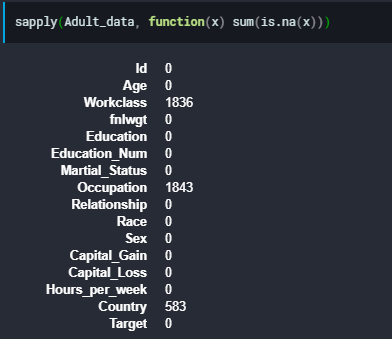 sapply(Adult_data, function(x) sum(is.na(x)))
Id 0
Age 0
Workclass 1836
fnlwgt 0
Education 0
Education_Num 0
Martial_Status 0
Occupation 1843
Relationship 0
Race 0
Sex 0
Capital_Gain 0
Capital_Loss 0
Hours_per_week 0
Country 583
Target 0